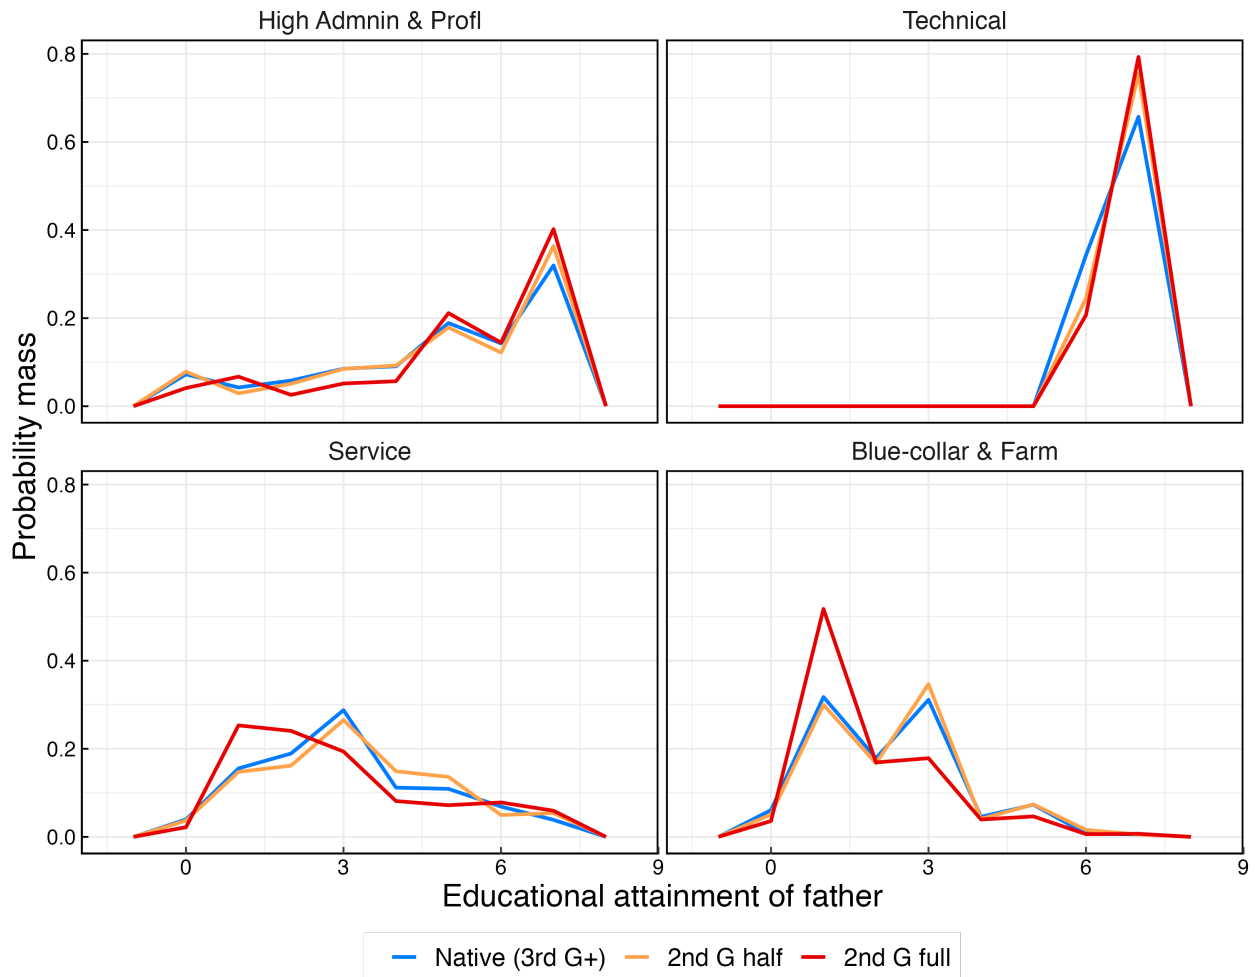 High Admnin & Profl
Technical
0.8
0.6
0.4
0.2
0.0
Service
Blue-collar & Farm
0.8
0.6
0.4
0.2
0.0
Probability mass
0 3 6 9 0 3 6 9
Educational attainment of father
Native (3rd G+) 2nd G half 2nd G full